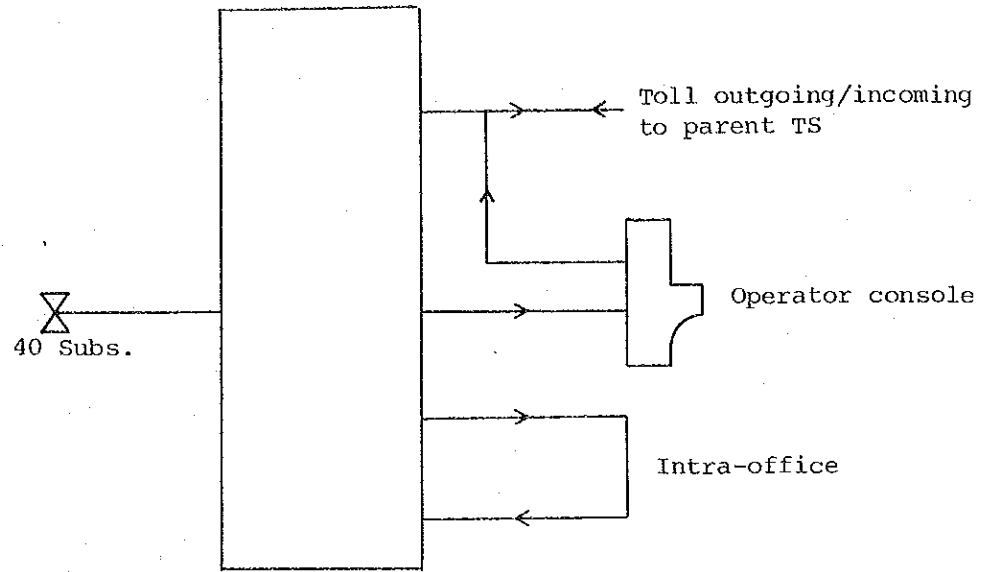 Toll outgoing/incoming
to parent TS
Operator console
40 Subs.
Intra-office